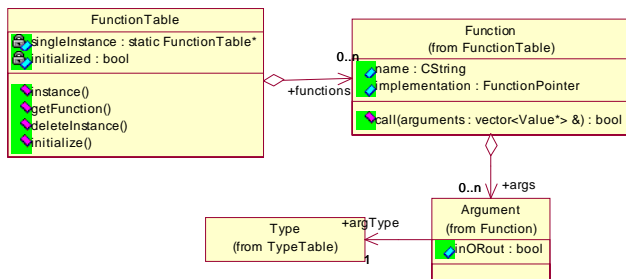 FunctionTable
singleInstance : static FunctionTable*
initialized : bool
instance()
getFunction()
deleteInstance()
initialize()
0..n
+functions
Function
(from FunctionTable)
name : CString
implementation : FunctionPointer
call(arguments : vector<Value*> &) : bool
+args
0..n
Argument
(from Function)
inORout : bool
+argType
1
Type
(from TypeTable)